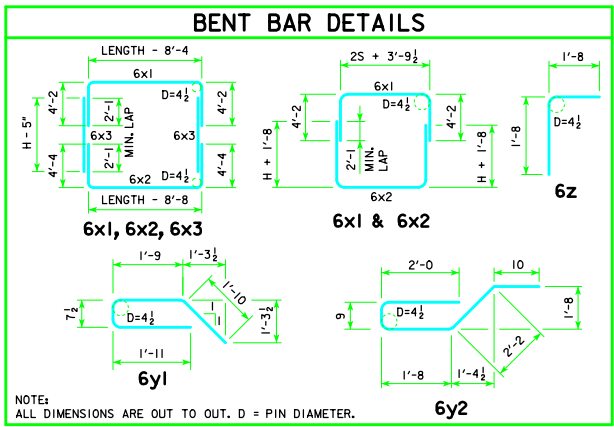 BENT BAR DETAILS
LENGTH - 8'-4
6x1
D=4½
4'-2
2'-1
4'-2
H - 5"
6x3
MIN. LAP
6x3
4'-4
2'-1
D=4½
4'-4
6x2
LENGTH - 8'-8
6x1, 6x2, 6x3
2S + 3'-9½
6x1
D=4½
4'-2
4'-2
H + 1'-8
2'-1
MIN.
LAP
H + 1'-8
6x2
6x1 & 6x2
1'-8
D=4½
1'-8
6z
1'-9
1'-3½
1'-10
7½
D=4½
1
1
1'-3½
1'-11
6y1
2'-0
10
9
D=4½
1'-8
2'-2
1'-8
1'-4½
6y2
NOTE:
ALL DIMENSIONS ARE OUT TO OUT. D = PIN DIAMETER.